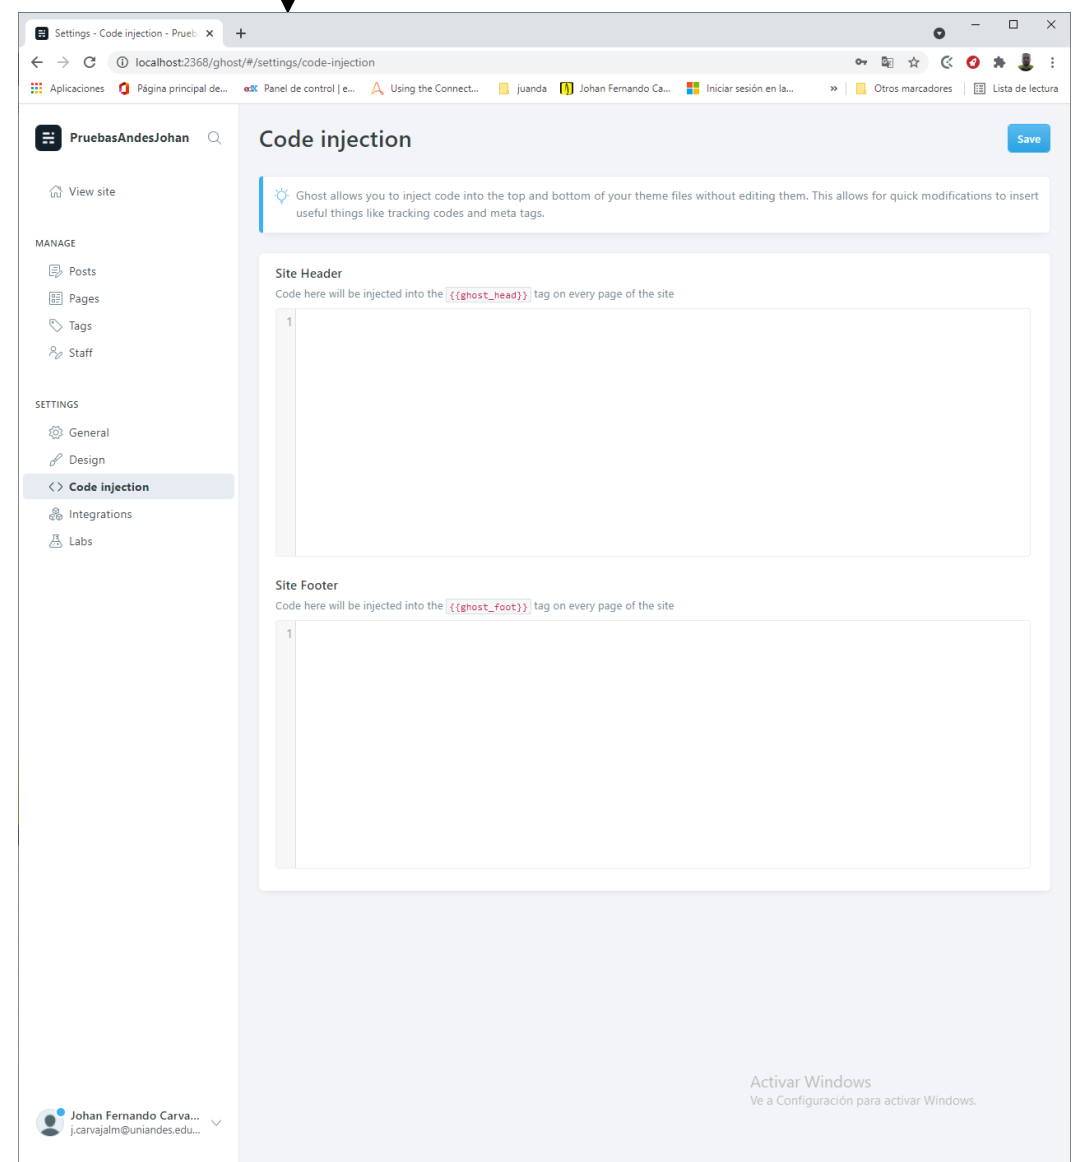 Settings - Code injection - Prueb
localhost:2368/ghost/#/settings/code-injection
Aplicaciones
Página principal de...
Panel de control | e...
Using the Connect...
juanda
Johan Fernando Ca...
Iniciar sesión en la...
»
Otros marcadores
Lista de lectura
PruebasAndesJohan
Code injection
Save
View site
Ghost allows you to inject code into the top and bottom of your theme files without editing them. This allows for quick modifications to insert
useful things like tracking codes and meta tags.
MANAGE
Posts
Pages
Tags
Staff
SETTINGS
General
Design
Code injection
Integrations
Labs
Site Header
Code here will be injected into the {{ghost_head}} tag on every page of the site
1
Site Footer
Code here will be injected into the {{ghost_foot}} tag on every page of the site
1
Activar Windows
Ve a Configuración para activar Windows.
Johan Fernando Carva...
j.carvajalm@uniandes.edu...